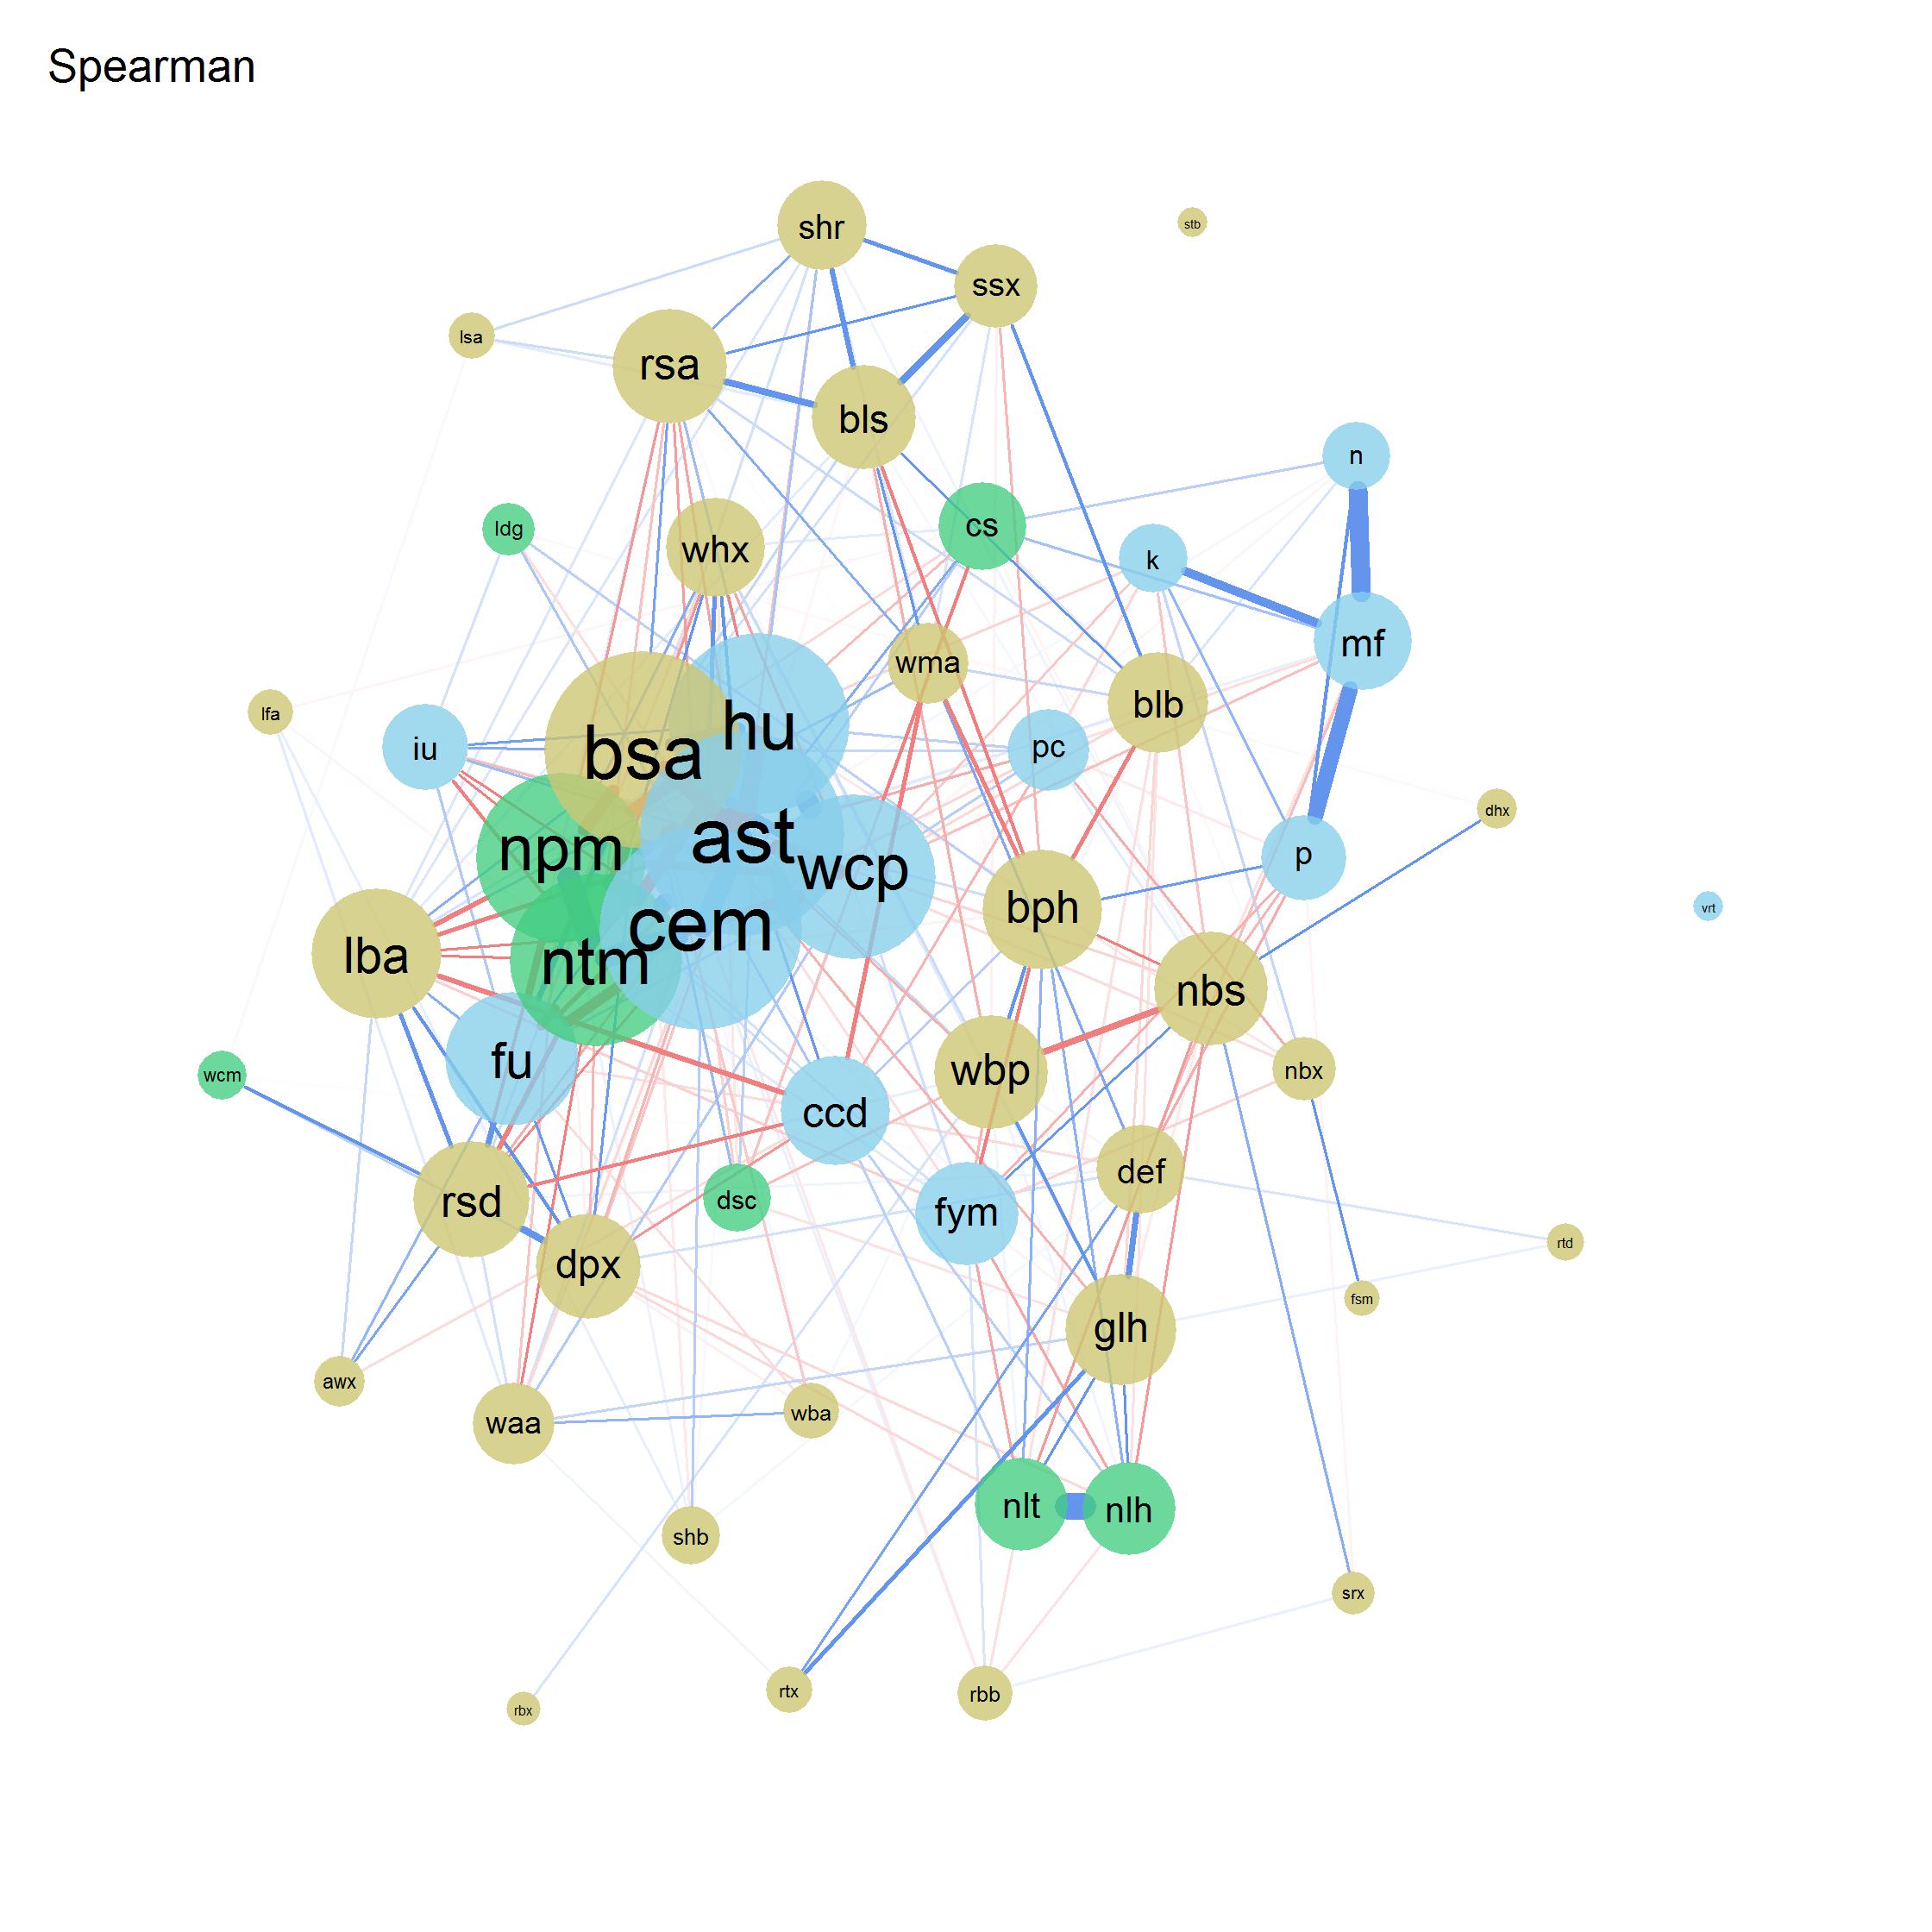 Spearman
shr
stb
ssx
lsa
rsa
bls
n
ldg
cs
whx
k
mf
wma
lfa
blb
hu
iu
bsa
pc
dhx
ast
npm
p
wcp
bph
vrt
cem
lba
ntm
nbs
fu
wbp
nbx
wcm
ccd
def
rsd
dsc
fym
rtd
dpx
fsm
glh
awx
wba
waa
nlt
nlh
shb
srx
rtx
rbb
rbx